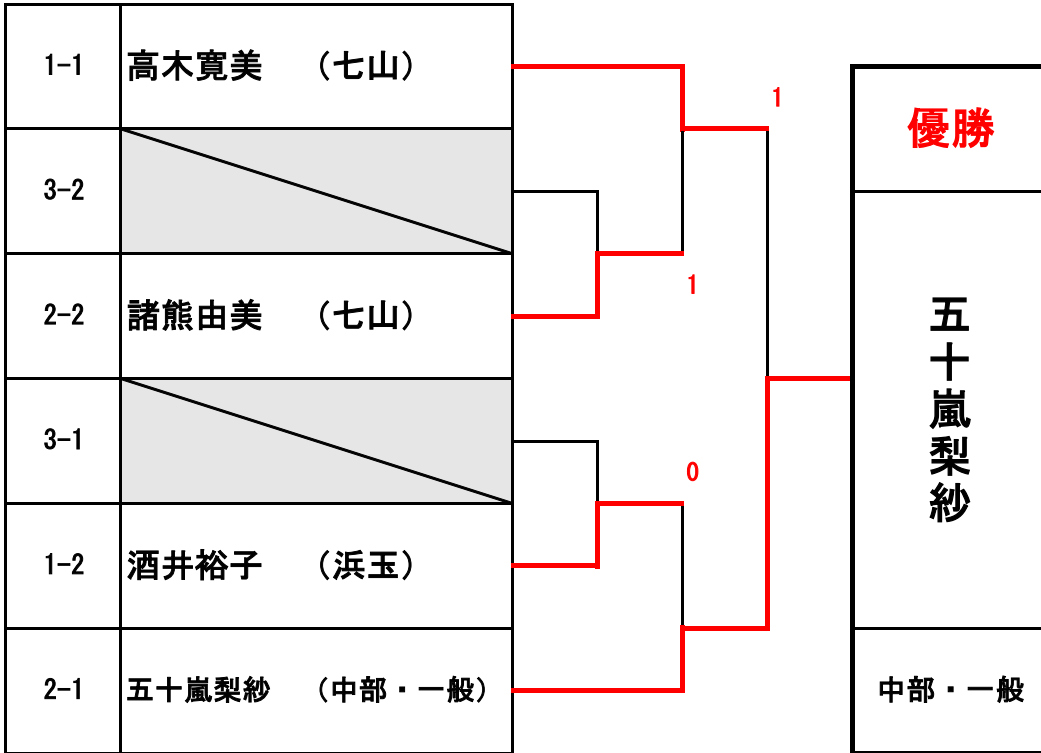 1-1 高木寛美 （七山）
1
優勝
3-2
2-2 諸熊由美 （七山）
1
五十嵐梨紗
3-1
0
1-2 酒井裕子 （浜玉）
2-1 五十嵐梨紗 （中部・一般）
中部・一般